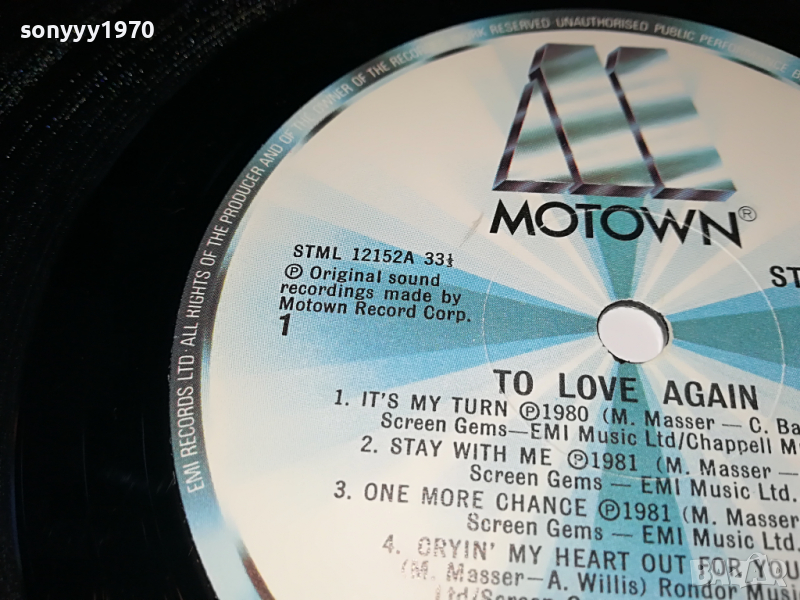 sonyyy1970
EMI RECORDS LTD · ALL RIGHTS OF THE PRODUCER AND OF THE OWNER OF THE RECORDED WORK RESERVED UNAUTHORISED PUBLIC PERFORMANCE
MOTOWN®
STML 12152A 33⅓
℗ Original sound
recordings made by
Motown Record Corp.
1
ST
TO LOVE AGAIN
1. IT'S MY TURN ℗1980 (M. Masser – C. Ba
Screen Gems–EMI Music Ltd/Chappell M
2. STAY WITH ME ℗1981 (M. Masser –
Screen Gems – EMI Music Ltd.
3. ONE MORE CHANCE ℗1981 (M. Masser
Screen Gems – EMI Music Ltd.
4. CRYIN' MY HEART OUT FOR YOU
(M. Masser–A. Willis) Rondor Music